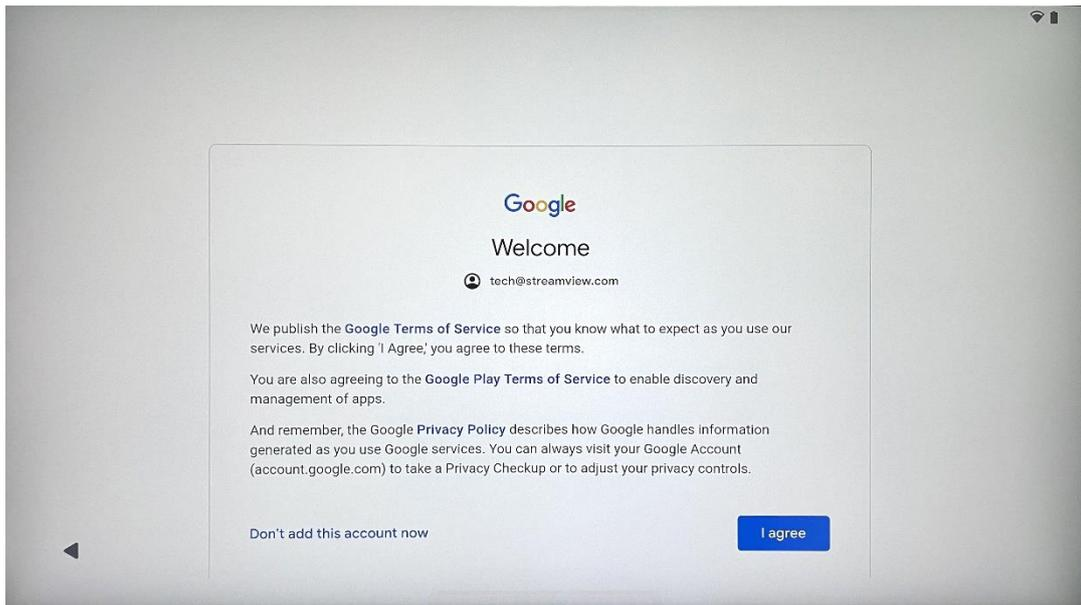 Google
Welcome
tech@streamview.com
We publish the Google Terms of Service so that you know what to expect as you use our
services. By clicking 'I Agree,' you agree to these terms.
You are also agreeing to the Google Play Terms of Service to enable discovery and
management of apps.
And remember, the Google Privacy Policy describes how Google handles information
generated as you use Google services. You can always visit your Google Account
(account.google.com) to take a Privacy Checkup or to adjust your privacy controls.
Don't add this account now
I agree